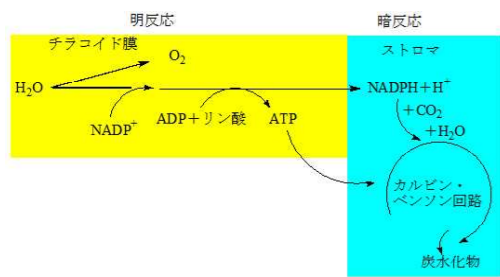 明反応
暗反応
チラコイド膜
ストロマ
O2
H2O
NADPH+H+
NADP+
ADP+リン酸
ATP
+CO2
+H2O
カルビン・
ベンソン回路
炭水化物